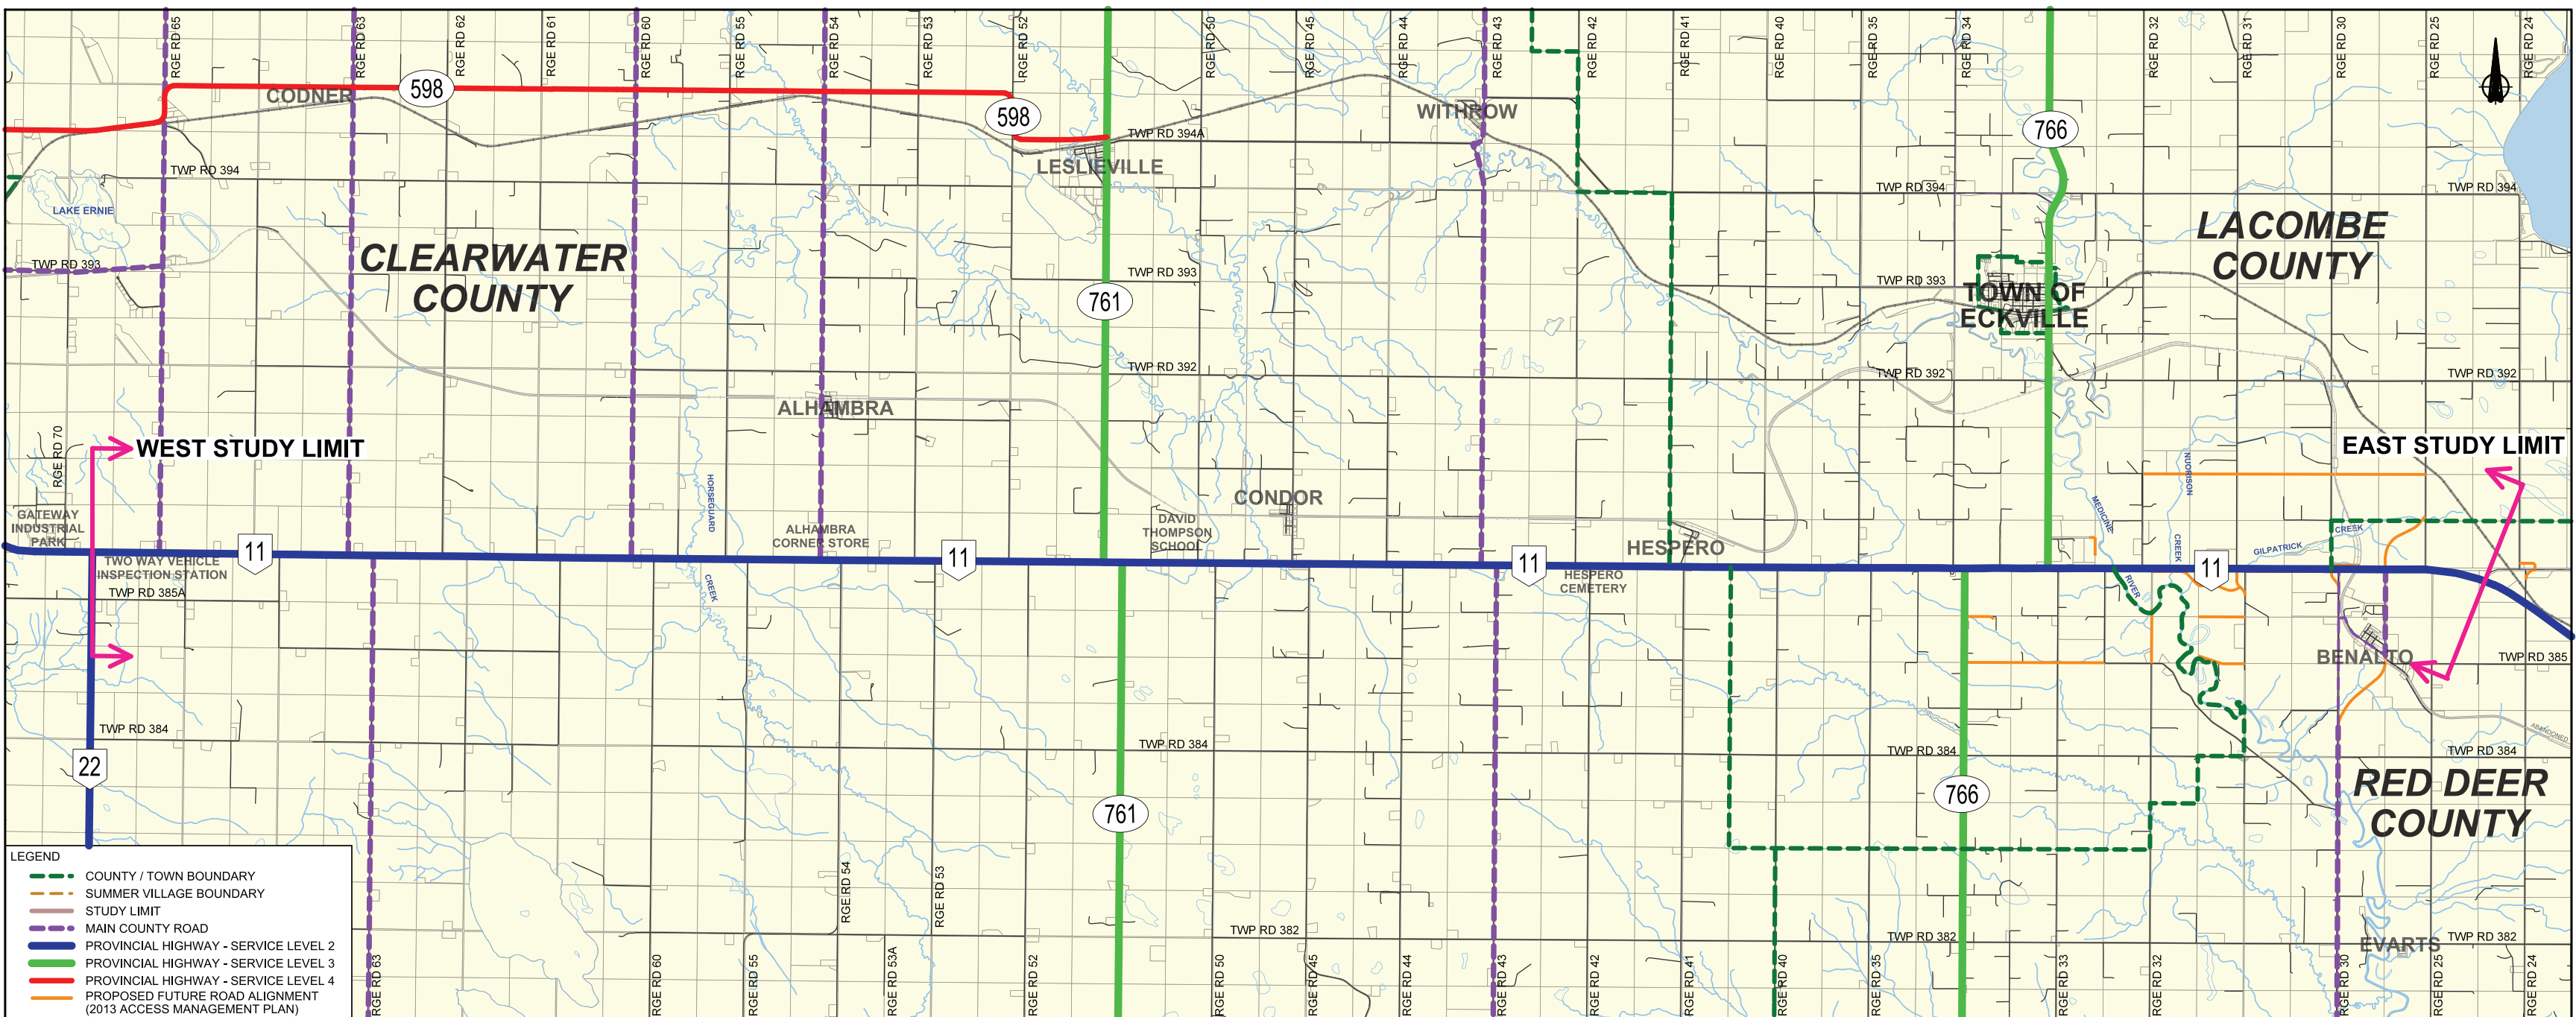 RGE RD 65
RGE RD 63
RGE RD 62
RGE RD 61
RGE RD 60
RGE RD 55
RGE RD 54
RGE RD 53
RGE RD 52
RGE RD 50
RGE RD 45
RGE RD 44
RGE RD 43
RGE RD 42
RGE RD 41
RGE RD 40
RGE RD 35
RGE RD 34
RGE RD 32
RGE RD 31
RGE RD 30
RGE RD 25
RGE RD 24
CODNER
598
598
WITHROW
766
TWP RD 394A
LESLIEVILLE
TWP RD 394
TWP RD 394
TWP RD 394
LAKE ERNIE
CLEARWATER
COUNTY
LACOMBE
COUNTY
TWP RD 393
TWP RD 393
TWP RD 393
761
TOWN OF
ECKVILLE
TWP RD 392
TWP RD 392
TWP RD 392
ALHAMBRA
RGE RD 70
WEST STUDY LIMIT
EAST STUDY LIMIT
HORSEGUARD
CREEK
CONDOR
MEDICINE
RIVER
NUORISON
CREEK
GATEWAY
INDUSTRIAL
PARK
ALHAMBRA
CORNER STORE
DAVID
THOMPSON
SCHOOL
HESPERO
GILPATRICK
CREEK
11
11
11
11
TWO WAY VEHICLE
INSPECTION STATION
HESPERO
CEMETERY
TWP RD 385A
BENALTO
TWP RD 385
TWP RD 384
TWP RD 384
TWP RD 384
TWP RD 384
ABANDONED
22
761
766
RED DEER
COUNTY
LEGEND
COUNTY / TOWN BOUNDARY
SUMMER VILLAGE BOUNDARY
STUDY LIMIT
MAIN COUNTY ROAD
PROVINCIAL HIGHWAY - SERVICE LEVEL 2
PROVINCIAL HIGHWAY - SERVICE LEVEL 3
PROVINCIAL HIGHWAY - SERVICE LEVEL 4
PROPOSED FUTURE ROAD ALIGNMENT
(2013 ACCESS MANAGEMENT PLAN)
RGE RD 54
RGE RD 53
TWP RD 382
TWP RD 382
TWP RD 382
EVARTS
RGE RD 63
RGE RD 60
RGE RD 55
RGE RD 53A
RGE RD 52
RGE RD 50
RGE RD 45
RGE RD 44
RGE RD 43
RGE RD 42
RGE RD 41
RGE RD 40
RGE RD 35
RGE RD 33
RGE RD 32
RGE RD 30
RGE RD 25
RGE RD 24